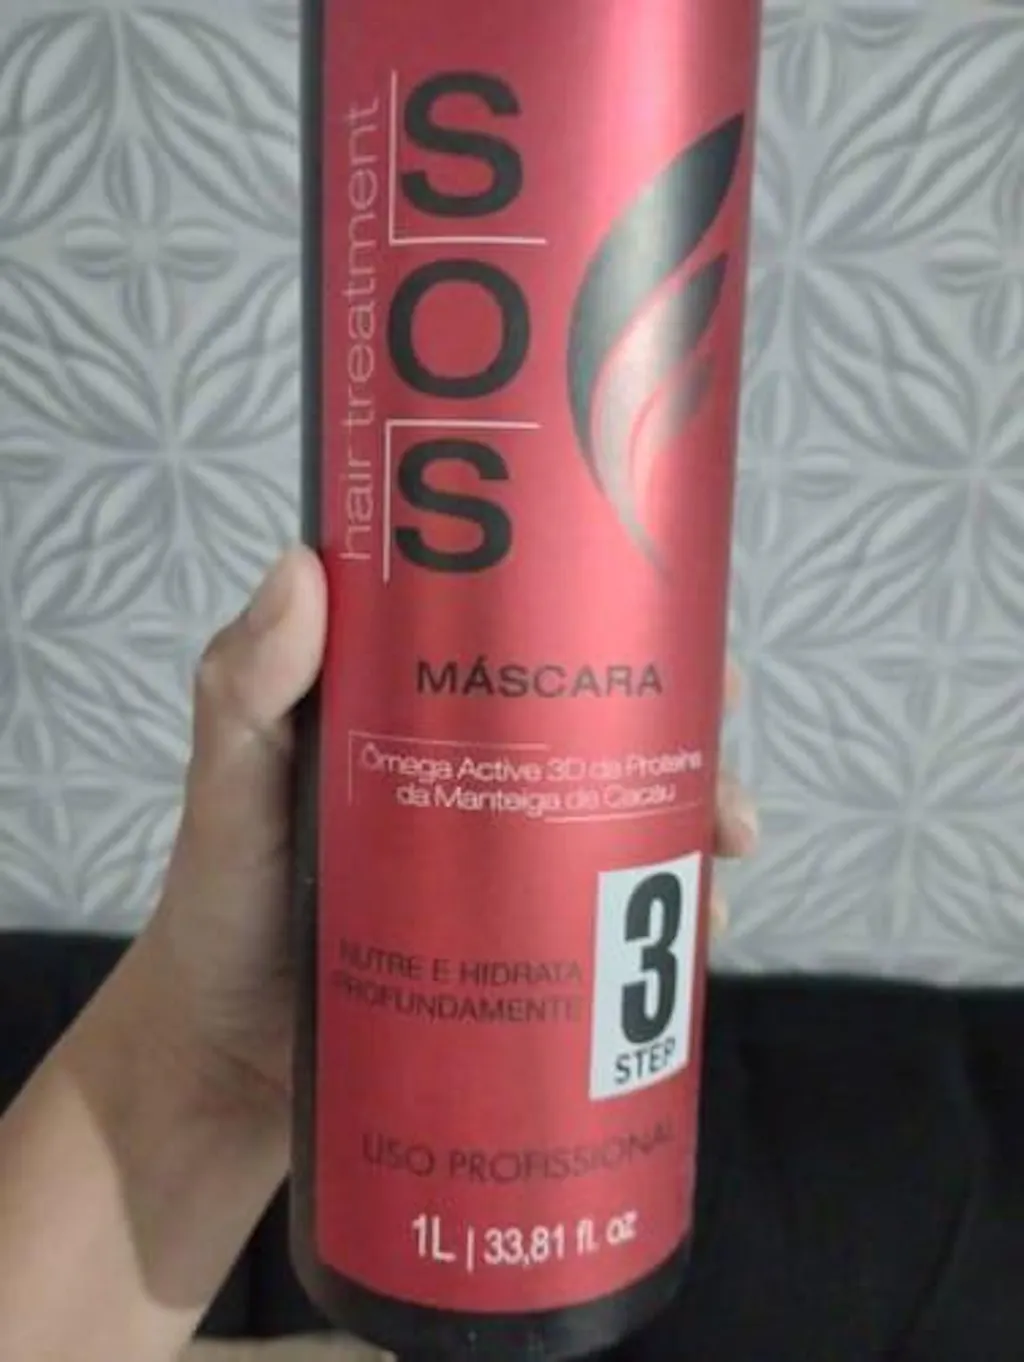 hair treatment
SOS
MÁSCARA
Ômega Active 3D da Proteína
da Manteiga de Cacau
NUTRE E HIDRATA
PROFUNDAMENTE
3
STEP
USO PROFISSIONAL
1L | 33,81 fl. oz